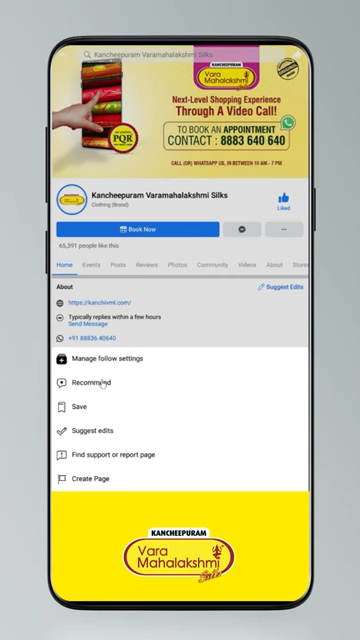 Kancheepuram Varamahalakshmi Silks
KANCHEEPURAM
Vara
Mahalakshmi
Silks
Next-Level Shopping Experience
Through A Video Call!
TO BOOK AN APPOINTMENT
CONTACT : 8883 640 640
CALL (OR) WHATSAPP US, IN BETWEEN 10 AM - 7 PM
PQR
Kancheepuram Varamahalakshmi Silks
Clothing (Brand)
Liked
Book Now
65,391 people like this
Home Events Posts Reviews Photos Community Videos About Store
About
Suggest Edits
https://kanchivml.com/
Typically replies within a few hours
Send Message
+91 88836 40640
Manage follow settings
Recommend
Save
Suggest edits
Find support or report page
Create Page
KANCHEEPURAM
Vara
Mahalakshmi
Silks